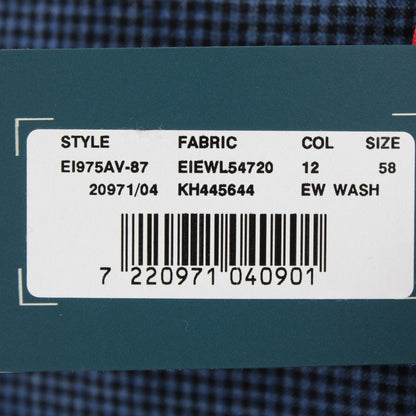 STYLE FABRIC COL SIZE
EI975AV-87 EIEWL54720 12 58
20971/04 KH445644 EW WASH
7 220971 040901